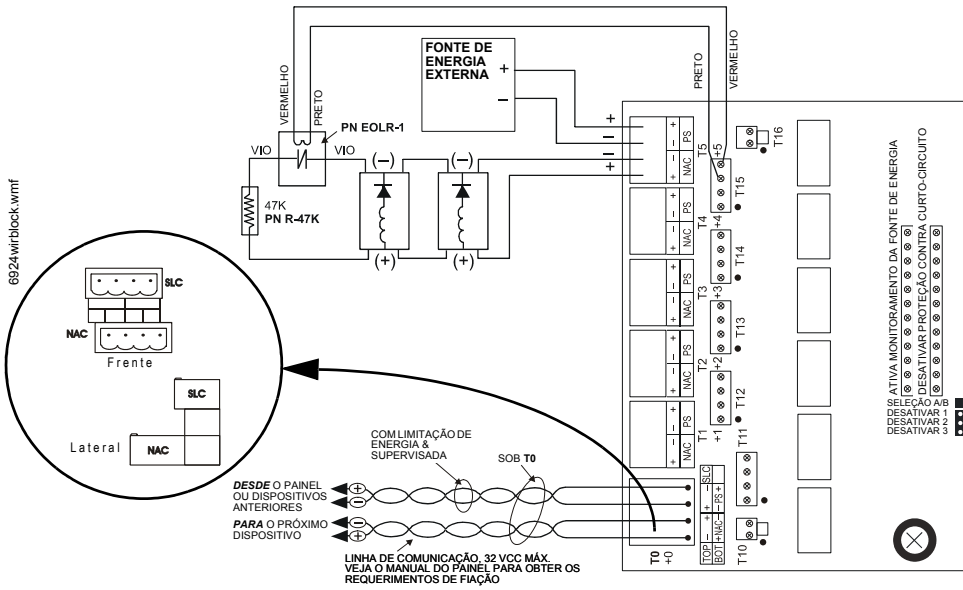 6924wirblock.wmf
VERMELHO
PRETO
FONTE DE
ENERGIA
EXTERNA
+
−
PRETO
VERMELHO
PN EOLR-1
VIO
VIO
47K
PN R-47K
(−)
(−)
(+)
(+)
+
−
−
+
+ − + −
NAC PS
+ − + −
NAC PS
+ − + −
NAC PS
+ − + −
NAC PS
+ − + −
NAC PS
T5
+5
T16
T15
T4
+4
T14
T3
+3
T13
T2
+2
T12
T1
+1
T11
T10
ATIVA MONITORAMENTO DA FONTE DE ENERGIA
DESATIVAR PROTEÇÃO CONTRA CURTO-CIRCUITO
SELEÇÃO A/B
DESATIVAR 1
DESATIVAR 2
DESATIVAR 3
SLC
NAC
Frente
SLC
Lateral
NAC
COM LIMITAÇÃO DE
ENERGIA &
SUPERVISADA
SOB T0
DESDE O PAINEL
OU DISPOSITIVOS
ANTERIORES
+
−
PARA O PRÓXIMO
DISPOSITIVO
−
+
LINHA DE COMUNICAÇÃO, 32 VCC MÁX.
VEJA O MANUAL DO PAINEL PARA OBTER OS
REQUERIMENTOS DE FIAÇÃO
T0
+0
TOP − + + − SLC
BOT +NAC− − PS +